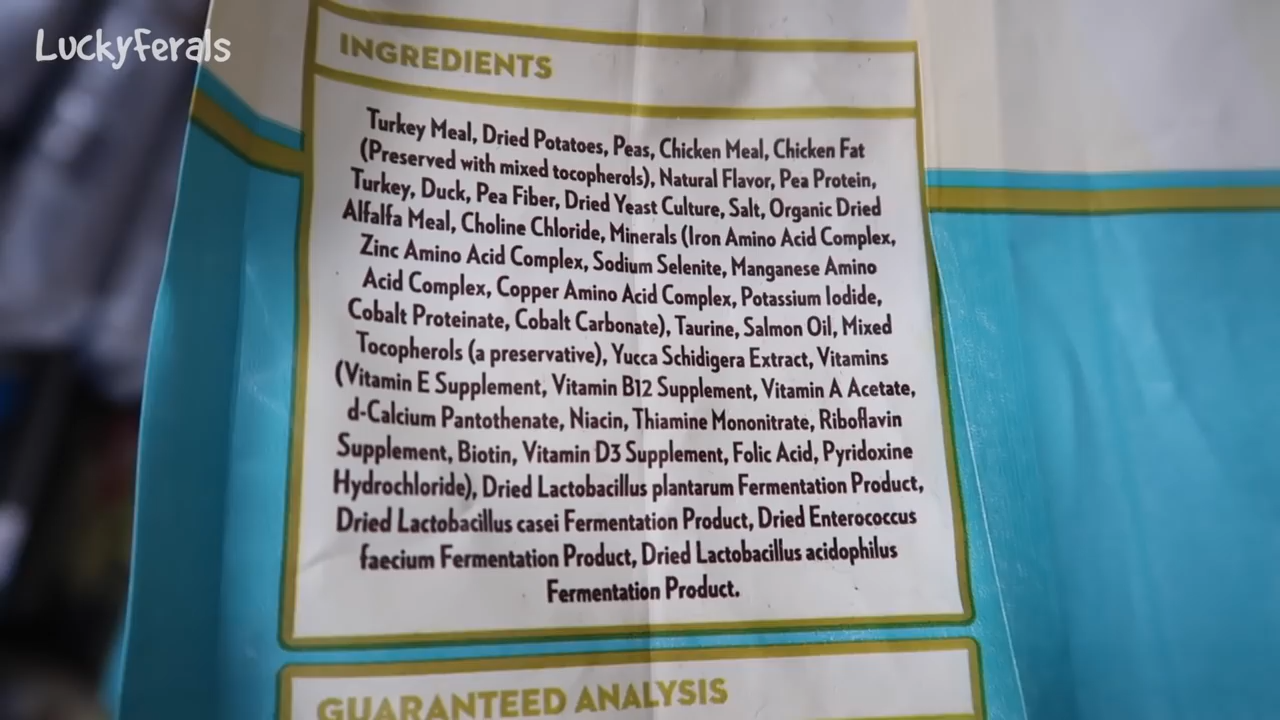 LuckyFerals
INGREDIENTS
Turkey Meal, Dried Potatoes, Peas, Chicken Meal, Chicken Fat
(Preserved with mixed tocopherols), Natural Flavor, Pea Protein,
Turkey, Duck, Pea Fiber, Dried Yeast Culture, Salt, Organic Dried
Alfalfa Meal, Choline Chloride, Minerals (Iron Amino Acid Complex,
Zinc Amino Acid Complex, Sodium Selenite, Manganese Amino
Acid Complex, Copper Amino Acid Complex, Potassium Iodide,
Cobalt Proteinate, Cobalt Carbonate), Taurine, Salmon Oil, Mixed
Tocopherols (a preservative), Yucca Schidigera Extract, Vitamins
(Vitamin E Supplement, Vitamin B12 Supplement, Vitamin A Acetate,
d-Calcium Pantothenate, Niacin, Thiamine Mononitrate, Riboflavin
Supplement, Biotin, Vitamin D3 Supplement, Folic Acid, Pyridoxine
Hydrochloride), Dried Lactobacillus plantarum Fermentation Product,
Dried Lactobacillus casei Fermentation Product, Dried Enterococcus
faecium Fermentation Product, Dried Lactobacillus acidophilus
Fermentation Product.
GUARANTEED ANALYSIS